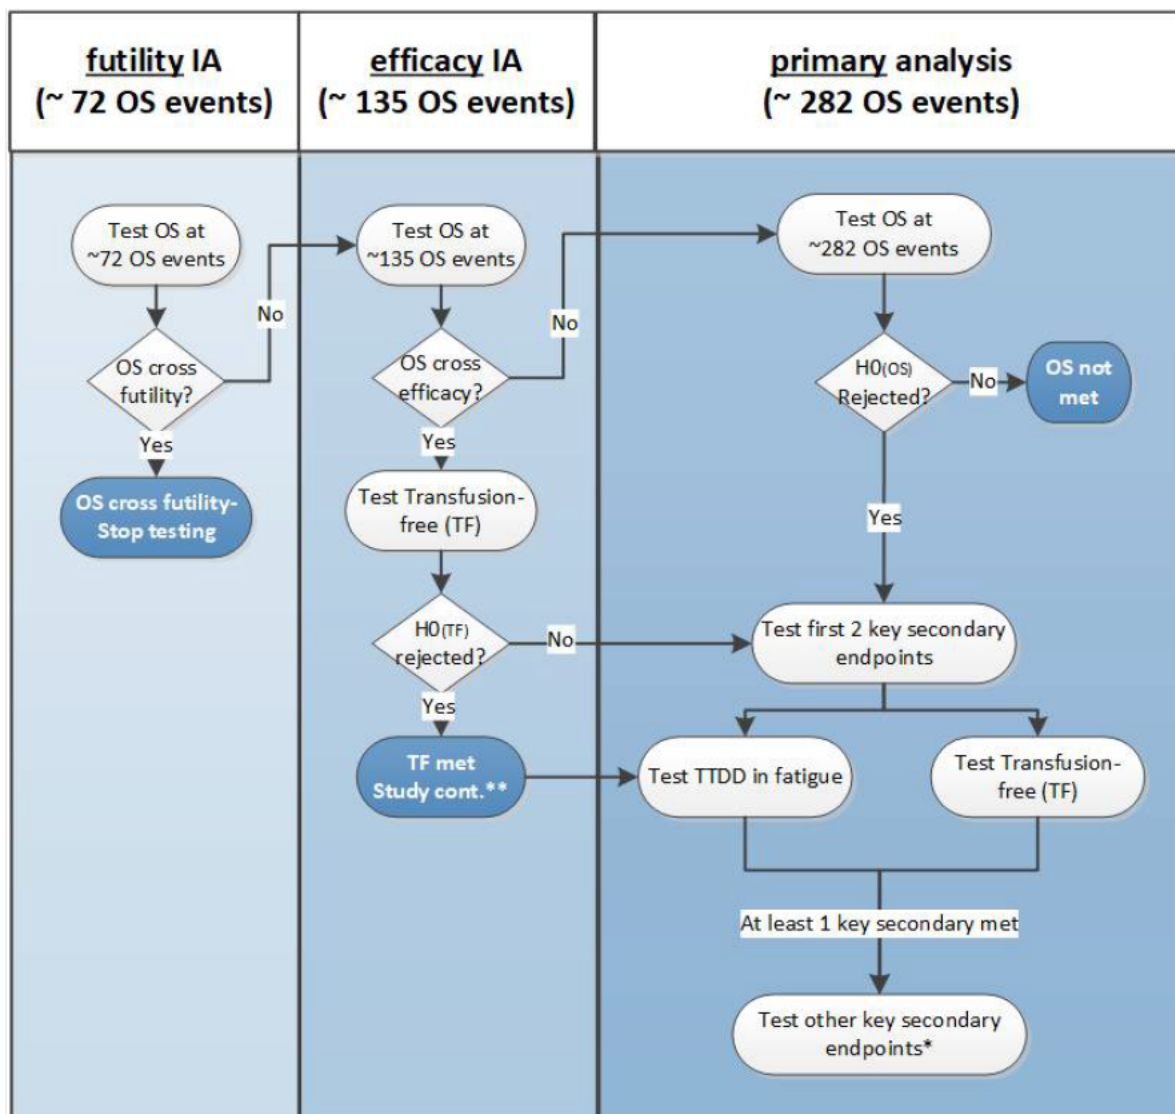 futility IA
(~ 72 OS events)
efficacy IA
(~ 135 OS events)
primary analysis
(~ 282 OS events)
Test OS at
~72 OS events
No
OS cross
futility?
Yes
OS cross futility-
Stop testing
Test OS at
~135 OS events
No
OS cross
efficacy?
Yes
Test Transfusion-
free (TF)
H0(TF)
rejected?
No
Yes
TF met
Study cont.**
Test OS at
~282 OS events
H0(OS)
Rejected?
No
OS not
met
Yes
Test first 2 key secondary
endpoints
Test TTDD in fatigue
Test Transfusion-
free (TF)
At least 1 key secondary met
Test other key secondary
endpoints*